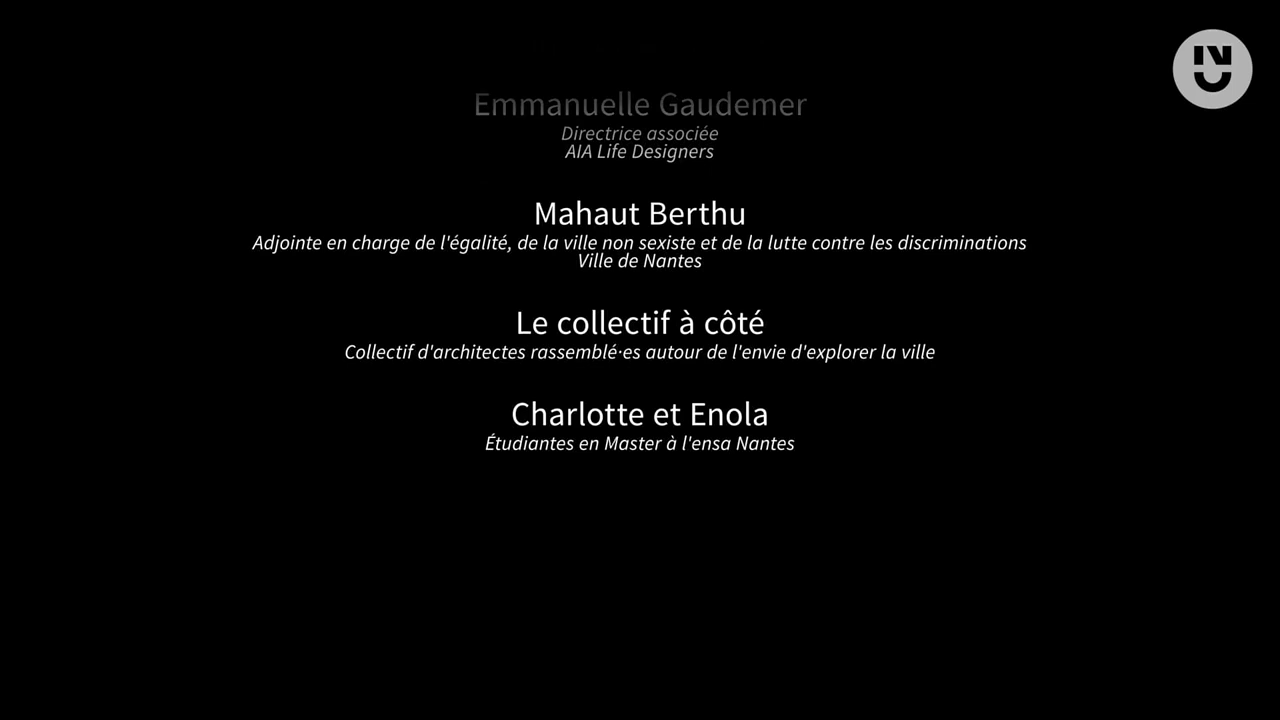 Emmanuelle Gaudemer
Directrice associée
AIA Life Designers
Mahaut Berthu
Adjointe en charge de l'égalité, de la ville non sexiste et de la lutte contre les discriminations
Ville de Nantes
Le collectif à côté
Collectif d'architectes rassemblé·es autour de l'envie d'explorer la ville
Charlotte et Enola
Étudiantes en Master à l'ensa Nantes